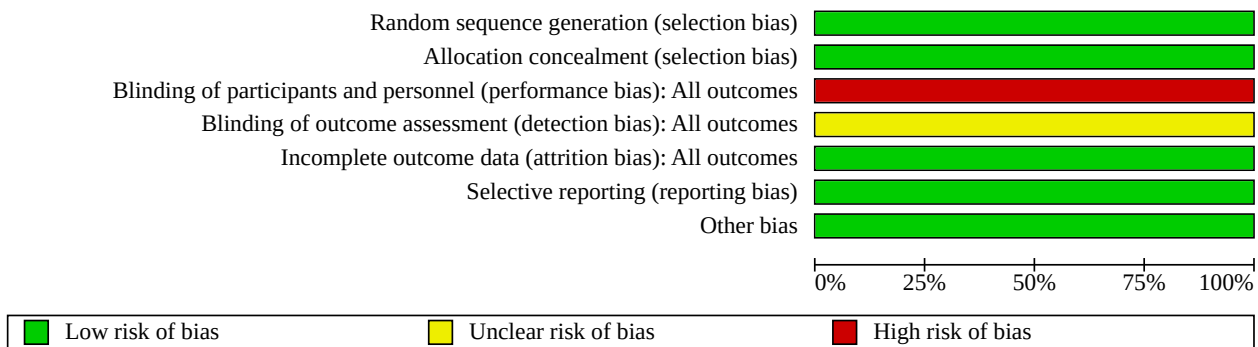 Random sequence generation (selection bias)
Allocation concealment (selection bias)
Blinding of participants and personnel (performance bias): All outcomes
Blinding of outcome assessment (detection bias): All outcomes
Incomplete outcome data (attrition bias): All outcomes
Selective reporting (reporting bias)
Other bias
0% 25% 50% 75% 100%
Low risk of bias Unclear risk of bias High risk of bias